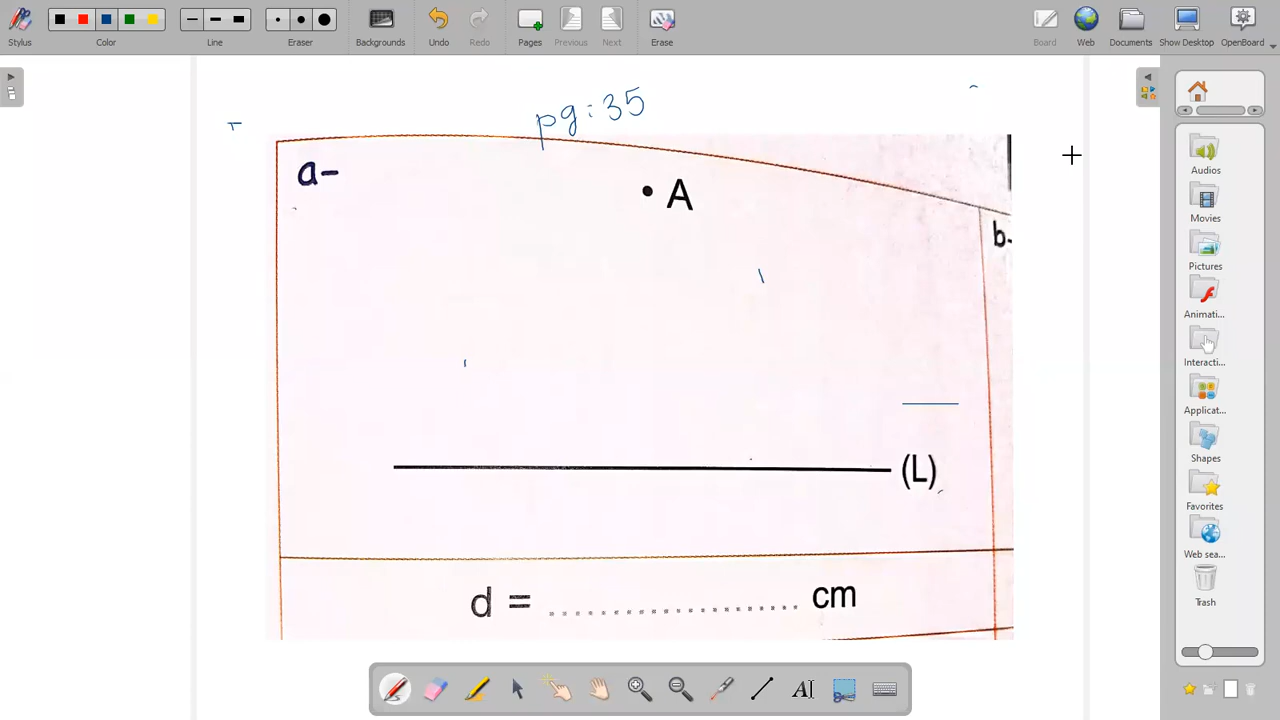 Stylus
Color
Line
Eraser
Backgrounds
Undo
Redo
Pages
Previous
Next
Erase
Board
Web
Documents
Show Desktop
OpenBoard
pg: 35
a-
A
b-
(L)
d = ........................ cm
Audios
Movies
Pictures
Animati...
Interacti...
Applicat...
Shapes
Favorites
Web sea...
Trash